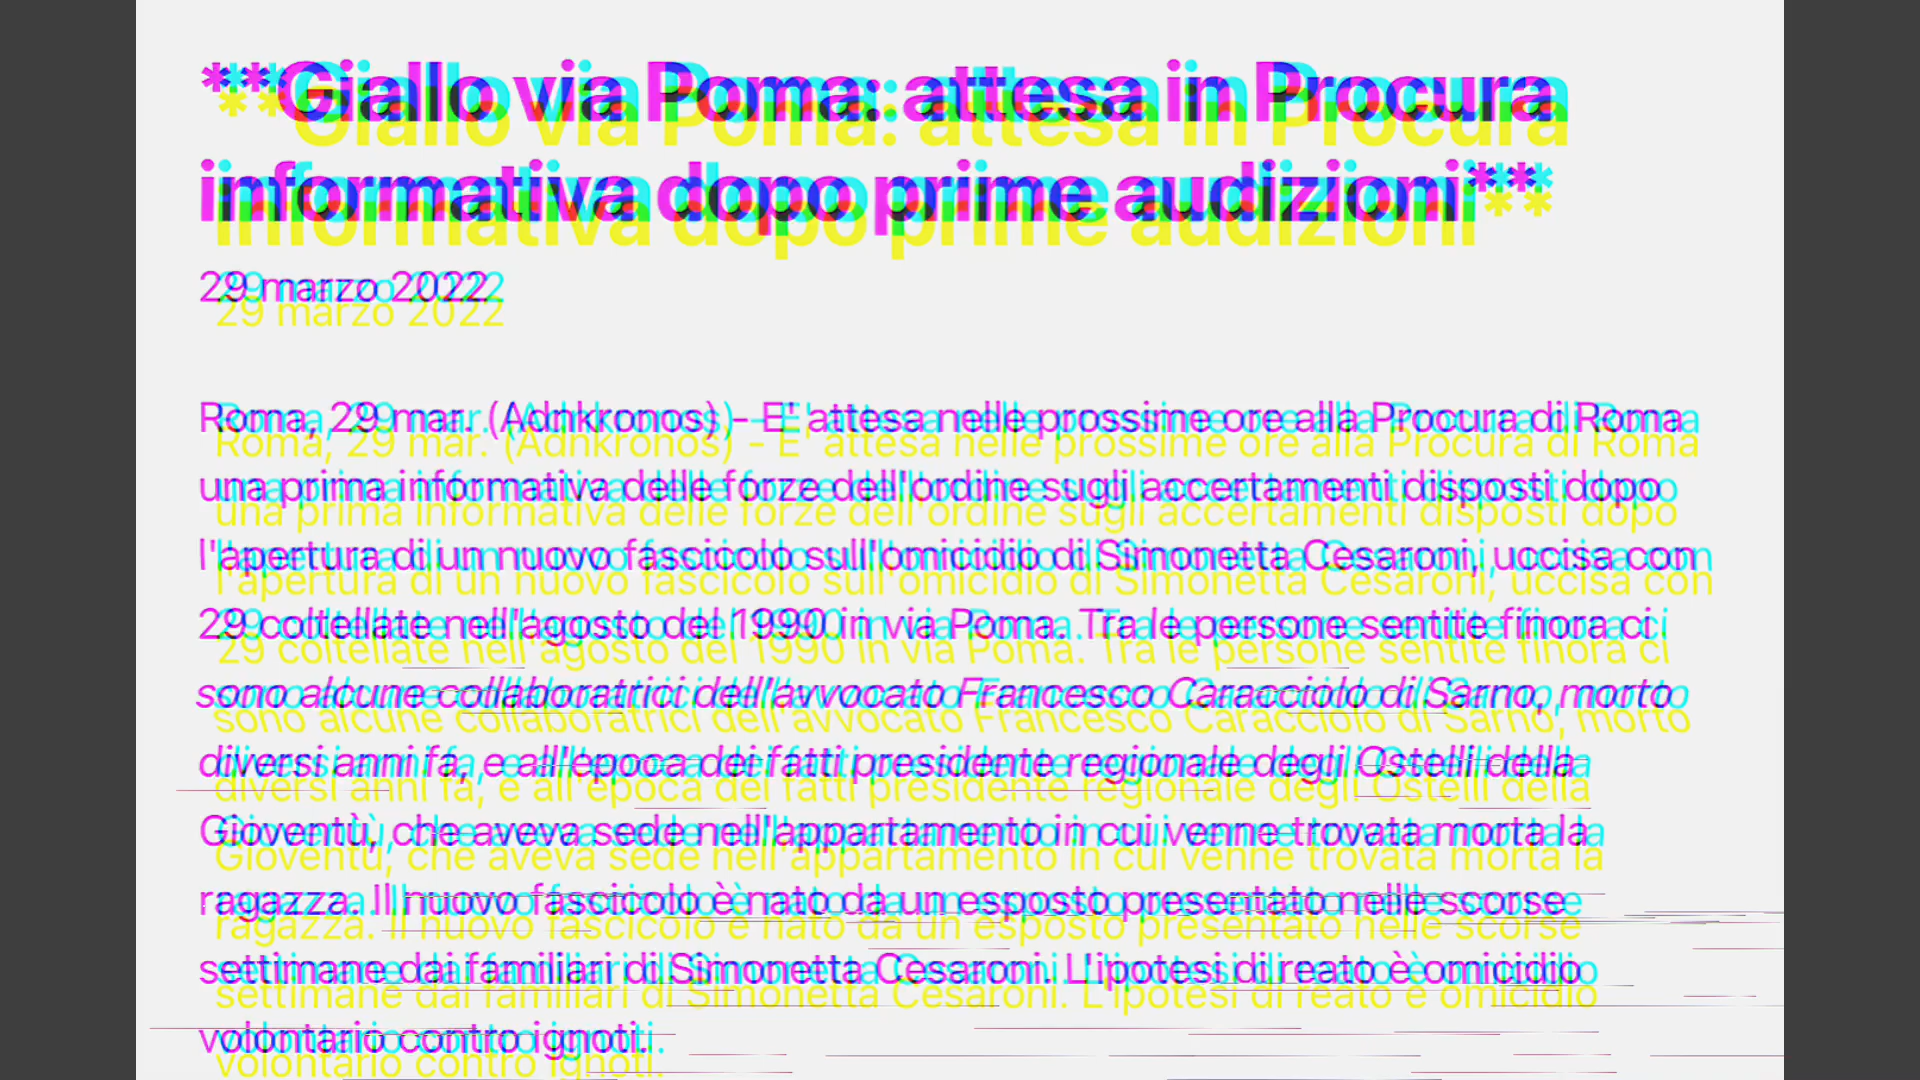 **Giallo via Poma: attesa in Procura
informativa dopo prime audizioni**
29 marzo 2022
Roma, 29 mar. (Adnkronos) - E' attesa nelle prossime ore alla Procura di Roma
una prima informativa delle forze dell'ordine sugli accertamenti disposti dopo
l'apertura di un nuovo fascicolo sull'omicidio di Simonetta Cesaroni, uccisa con
29 coltellate nell'agosto del 1990 in via Poma. Tra le persone sentite finora ci
sono alcune collaboratrici dell'avvocato Francesco Caracciolo di Sarno, morto
diversi anni fa, e all'epoca dei fatti presidente regionale degli Ostelli della
Gioventù, che aveva sede nell'appartamento in cui venne trovata morta la
ragazza. Il nuovo fascicolo è nato da un esposto presentato nelle scorse
settimane dai familiari di Simonetta Cesaroni. L'ipotesi di reato è omicidio
volontario contro ignoti.